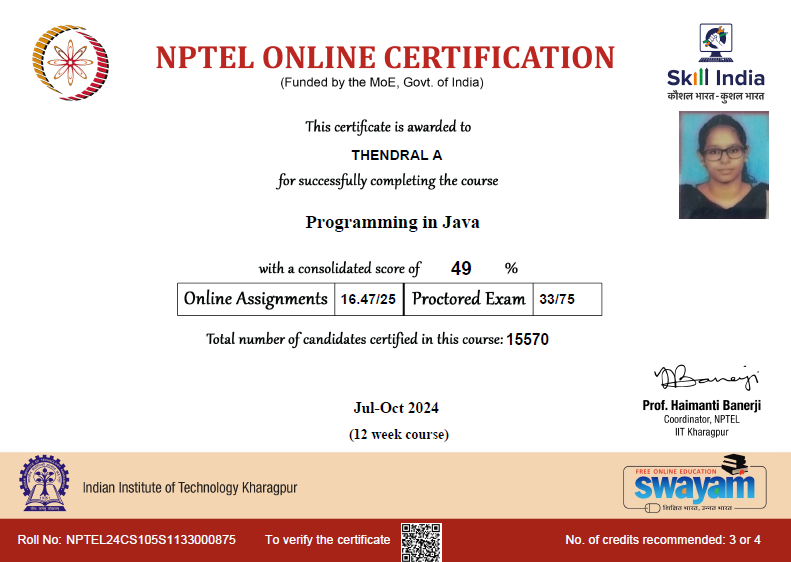 NPTEL ONLINE CERTIFICATION
(Funded by the MoE, Govt. of India)
Skill India
कौशल भारत - कुशल भारत
This certificate is awarded to
THENDRAL A
for successfully completing the course
Programming in Java
with a consolidated score of 49 %
Online Assignments 16.47/25 Proctored Exam 33/75
Total number of candidates certified in this course: 15570
Jul-Oct 2024
(12 week course)
Prof. Haimanti Banerji
Coordinator, NPTEL
IIT Kharagpur
Indian Institute of Technology Kharagpur
FREE ONLINE EDUCATION
swayam
शिक्षित भारत, उन्नत भारत
Roll No: NPTEL24CS105S1133000875 To verify the certificate No. of credits recommended: 3 or 4